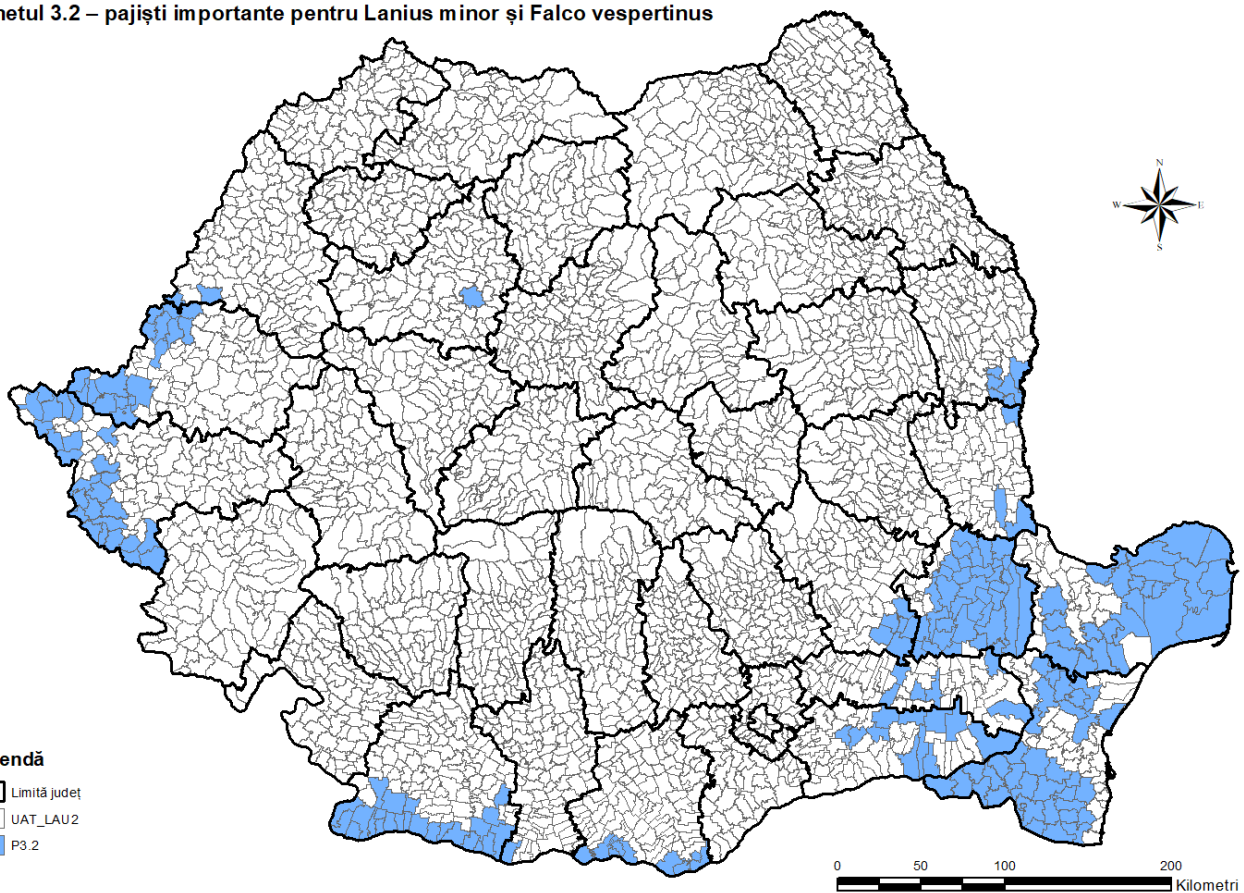 netul 3.2 – pajiști importante pentru Lanius minor și Falco vespertinus
N
W E
S
endă
Limită județ
UAT_LAU2
P3.2
0 50 100 200
Kilometri